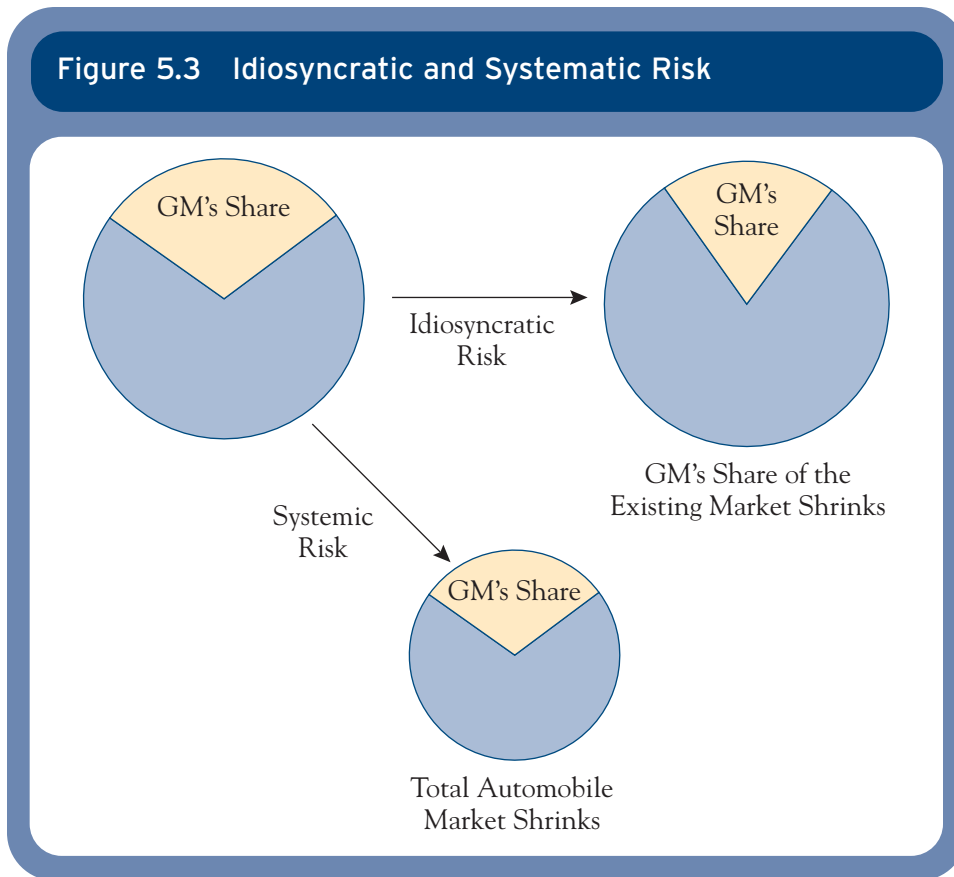 Figure 5.3 Idiosyncratic and Systematic Risk
GM's Share
GM's
Share
Idiosyncratic
Risk
GM's Share of the
Existing Market Shrinks
Systemic
Risk
GM's Share
Total Automobile
Market Shrinks